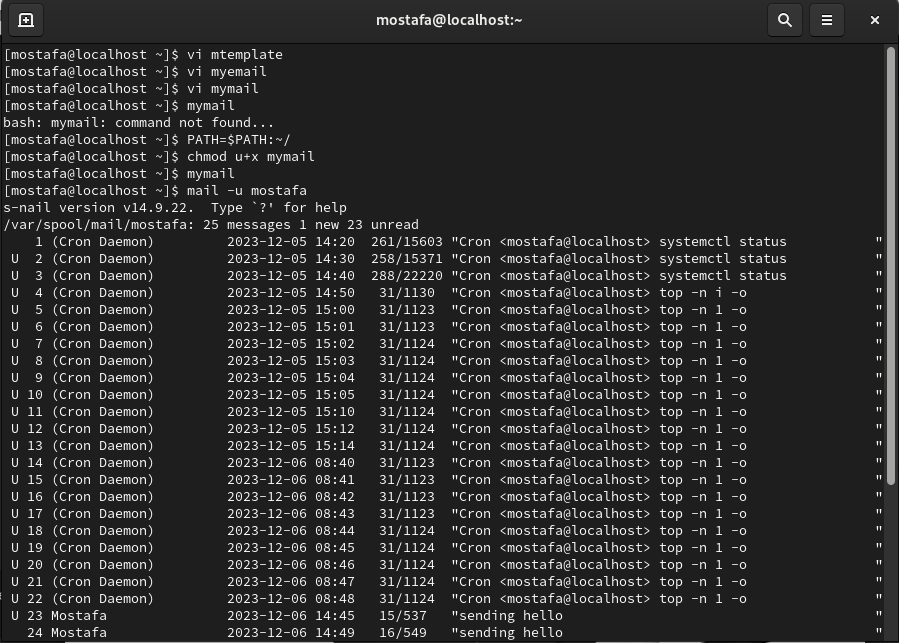 mostafa@localhost:~
[mostafa@localhost ~]$ vi mtemplate
[mostafa@localhost ~]$ vi myemail
[mostafa@localhost ~]$ vi mymail
[mostafa@localhost ~]$ mymail
bash: mymail: command not found...
[mostafa@localhost ~]$ PATH=$PATH:~/
[mostafa@localhost ~]$ chmod u+x mymail
[mostafa@localhost ~]$ mymail
[mostafa@localhost ~]$ mail -u mostafa
s-nail version v14.9.22.  Type `?' for help
/var/spool/mail/mostafa: 25 messages 1 new 23 unread
    1 (Cron Daemon)         2023-12-05 14:20  261/15603 "Cron <mostafa@localhost> systemctl status           "
 U  2 (Cron Daemon)         2023-12-05 14:30  258/15371 "Cron <mostafa@localhost> systemctl status           "
 U  3 (Cron Daemon)         2023-12-05 14:40  288/22220 "Cron <mostafa@localhost> systemctl status           "
 U  4 (Cron Daemon)         2023-12-05 14:50   31/1130  "Cron <mostafa@localhost> top -n i -o                "
 U  5 (Cron Daemon)         2023-12-05 15:00   31/1123  "Cron <mostafa@localhost> top -n 1 -o                "
 U  6 (Cron Daemon)         2023-12-05 15:01   31/1123  "Cron <mostafa@localhost> top -n 1 -o                "
 U  7 (Cron Daemon)         2023-12-05 15:02   31/1124  "Cron <mostafa@localhost> top -n 1 -o                "
 U  8 (Cron Daemon)         2023-12-05 15:03   31/1124  "Cron <mostafa@localhost> top -n 1 -o                "
 U  9 (Cron Daemon)         2023-12-05 15:04   31/1124  "Cron <mostafa@localhost> top -n 1 -o                "
 U 10 (Cron Daemon)         2023-12-05 15:05   31/1124  "Cron <mostafa@localhost> top -n 1 -o                "
 U 11 (Cron Daemon)         2023-12-05 15:10   31/1124  "Cron <mostafa@localhost> top -n 1 -o                "
 U 12 (Cron Daemon)         2023-12-05 15:12   31/1124  "Cron <mostafa@localhost> top -n 1 -o                "
 U 13 (Cron Daemon)         2023-12-05 15:14   31/1124  "Cron <mostafa@localhost> top -n 1 -o                "
 U 14 (Cron Daemon)         2023-12-06 08:40   31/1123  "Cron <mostafa@localhost> top -n 1 -o                "
 U 15 (Cron Daemon)         2023-12-06 08:41   31/1123  "Cron <mostafa@localhost> top -n 1 -o                "
 U 16 (Cron Daemon)         2023-12-06 08:42   31/1123  "Cron <mostafa@localhost> top -n 1 -o                "
 U 17 (Cron Daemon)         2023-12-06 08:43   31/1123  "Cron <mostafa@localhost> top -n 1 -o                "
 U 18 (Cron Daemon)         2023-12-06 08:44   31/1123  "Cron <mostafa@localhost> top -n 1 -o                "
 U 19 (Cron Daemon)         2023-12-06 08:45   31/1124  "Cron <mostafa@localhost> top -n 1 -o                "
 U 20 (Cron Daemon)         2023-12-06 08:46   31/1124  "Cron <mostafa@localhost> top -n 1 -o                "
 U 21 (Cron Daemon)         2023-12-06 08:47   31/1124  "Cron <mostafa@localhost> top -n 1 -o                "
 U 22 (Cron Daemon)         2023-12-06 08:48   31/1124  "Cron <mostafa@localhost> top -n 1 -o                "
 U 23 Mostafa               2023-12-06 14:45   15/537   "sending hello                                       "
   24 Mostafa               2023-12-06 14:49   16/549   "sending hello                                       "